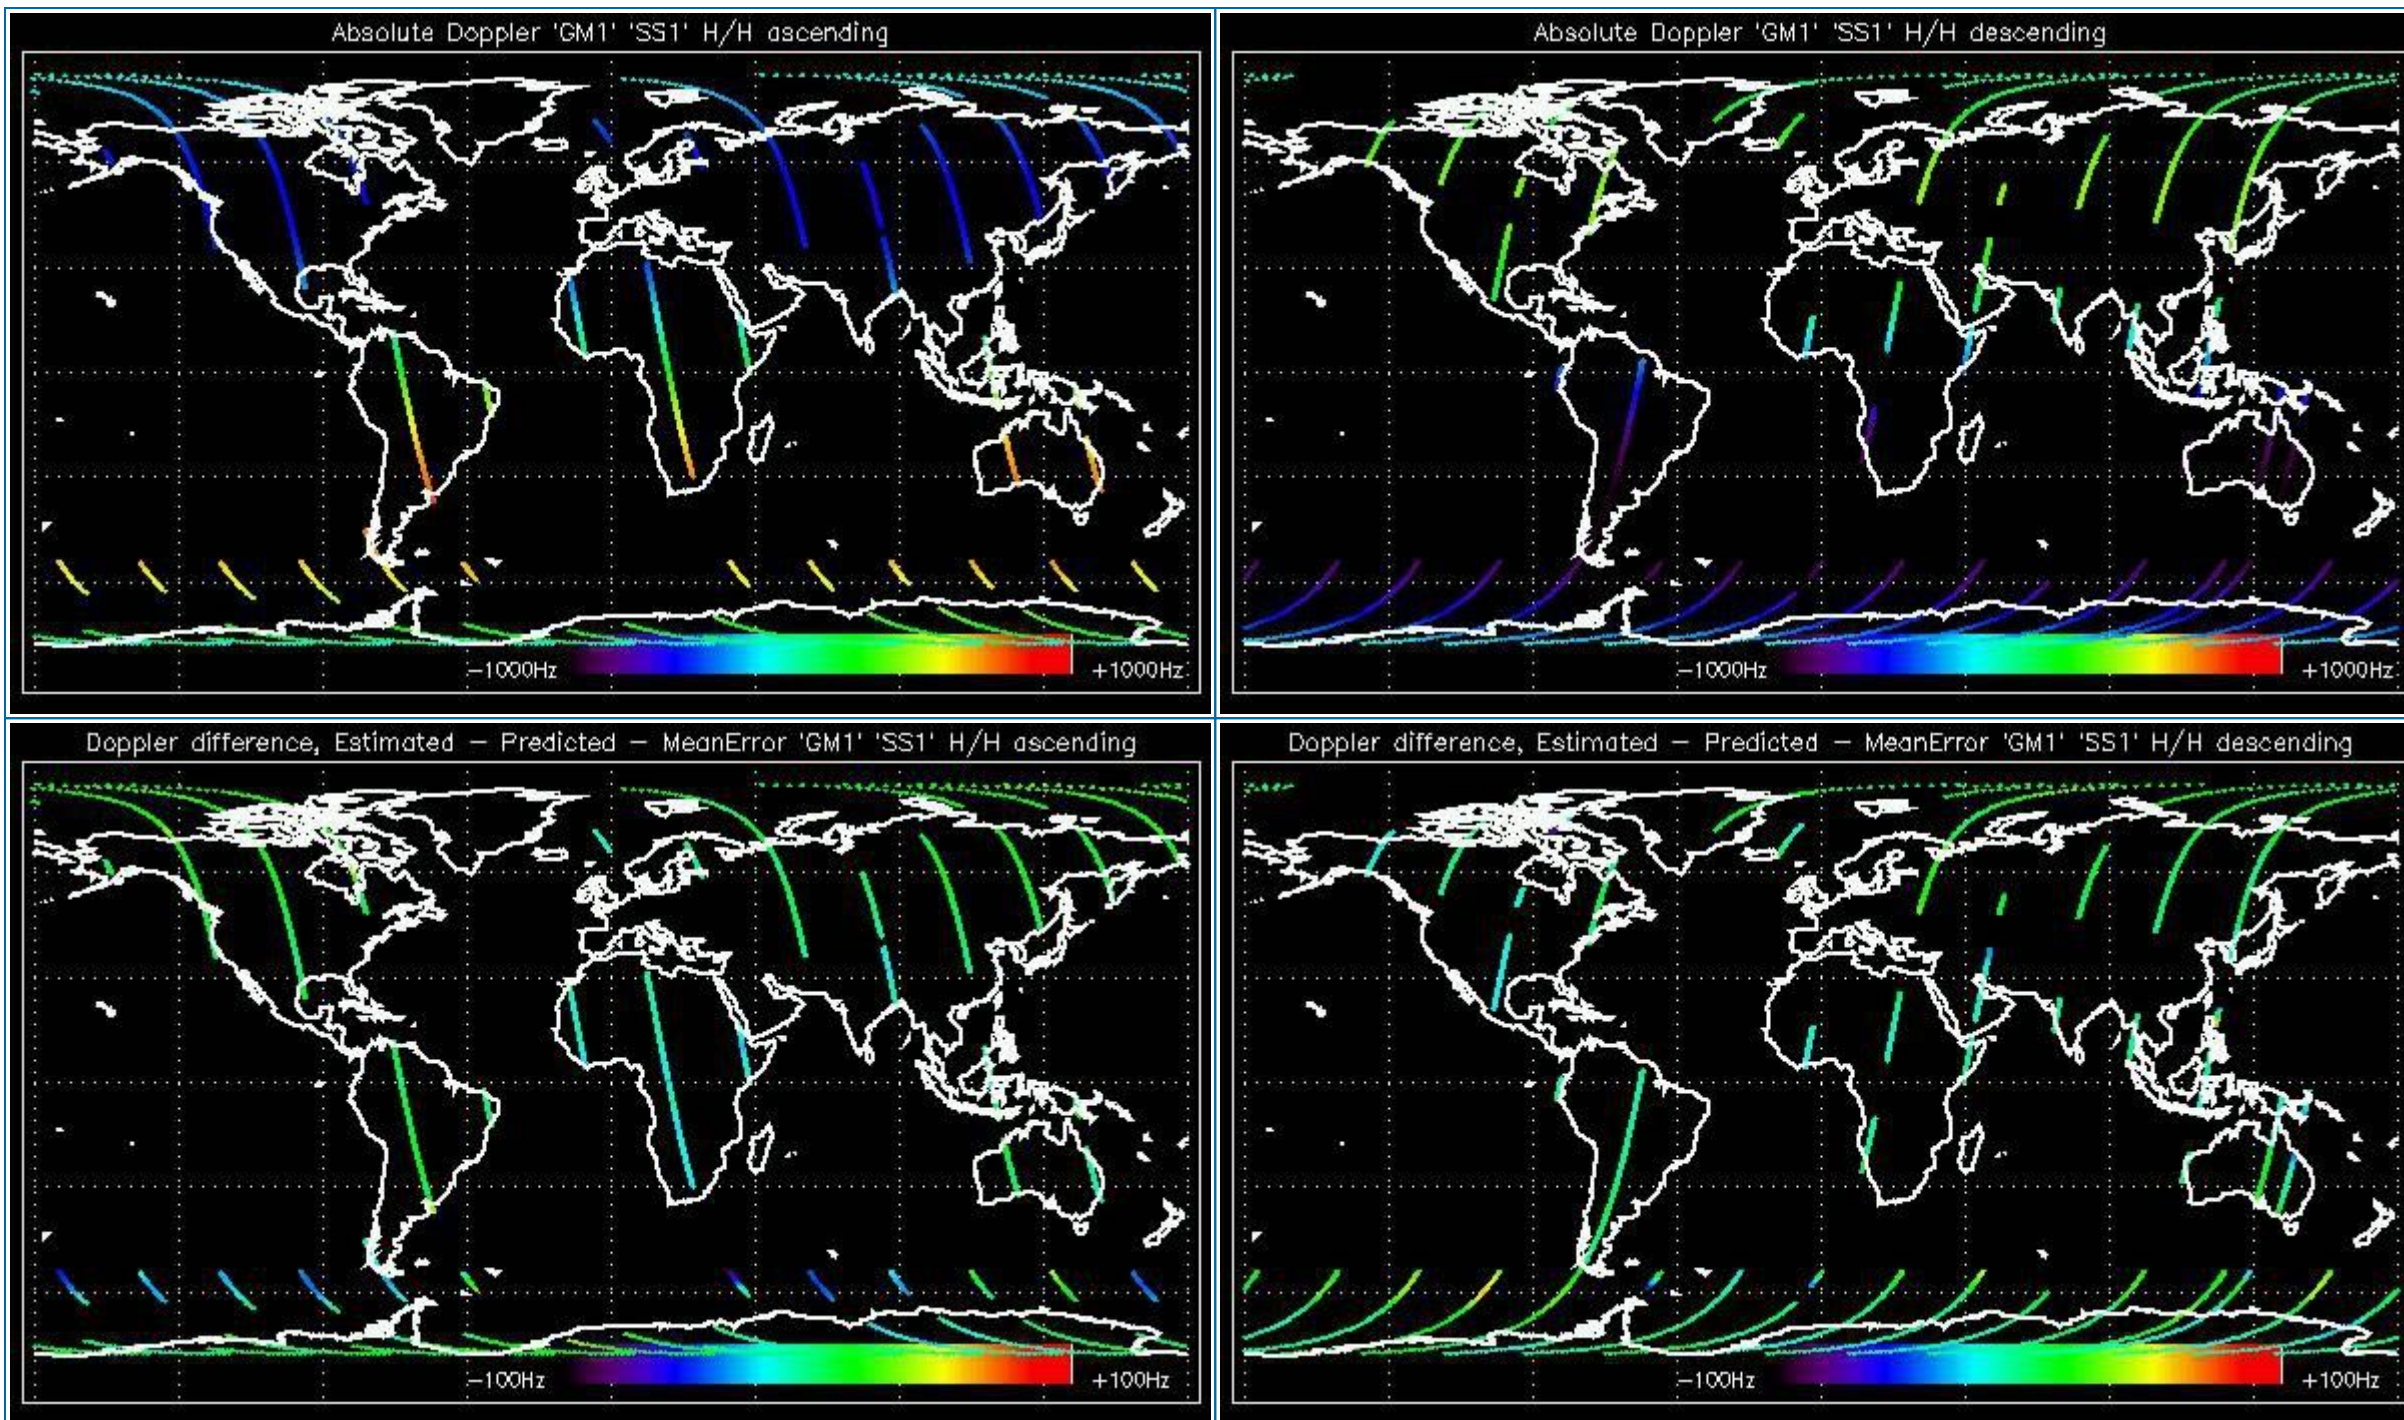 Absolute Doppler 'GM1' 'SS1' H/H ascending
−1000Hz
+1000Hz
Absolute Doppler 'GM1' 'SS1' H/H descending
−1000Hz
+1000Hz
Doppler difference, Estimated − Predicted − MeanError 'GM1' 'SS1' H/H ascending
−100Hz
+100Hz
Doppler difference, Estimated − Predicted − MeanError 'GM1' 'SS1' H/H descending
−100Hz
+100Hz